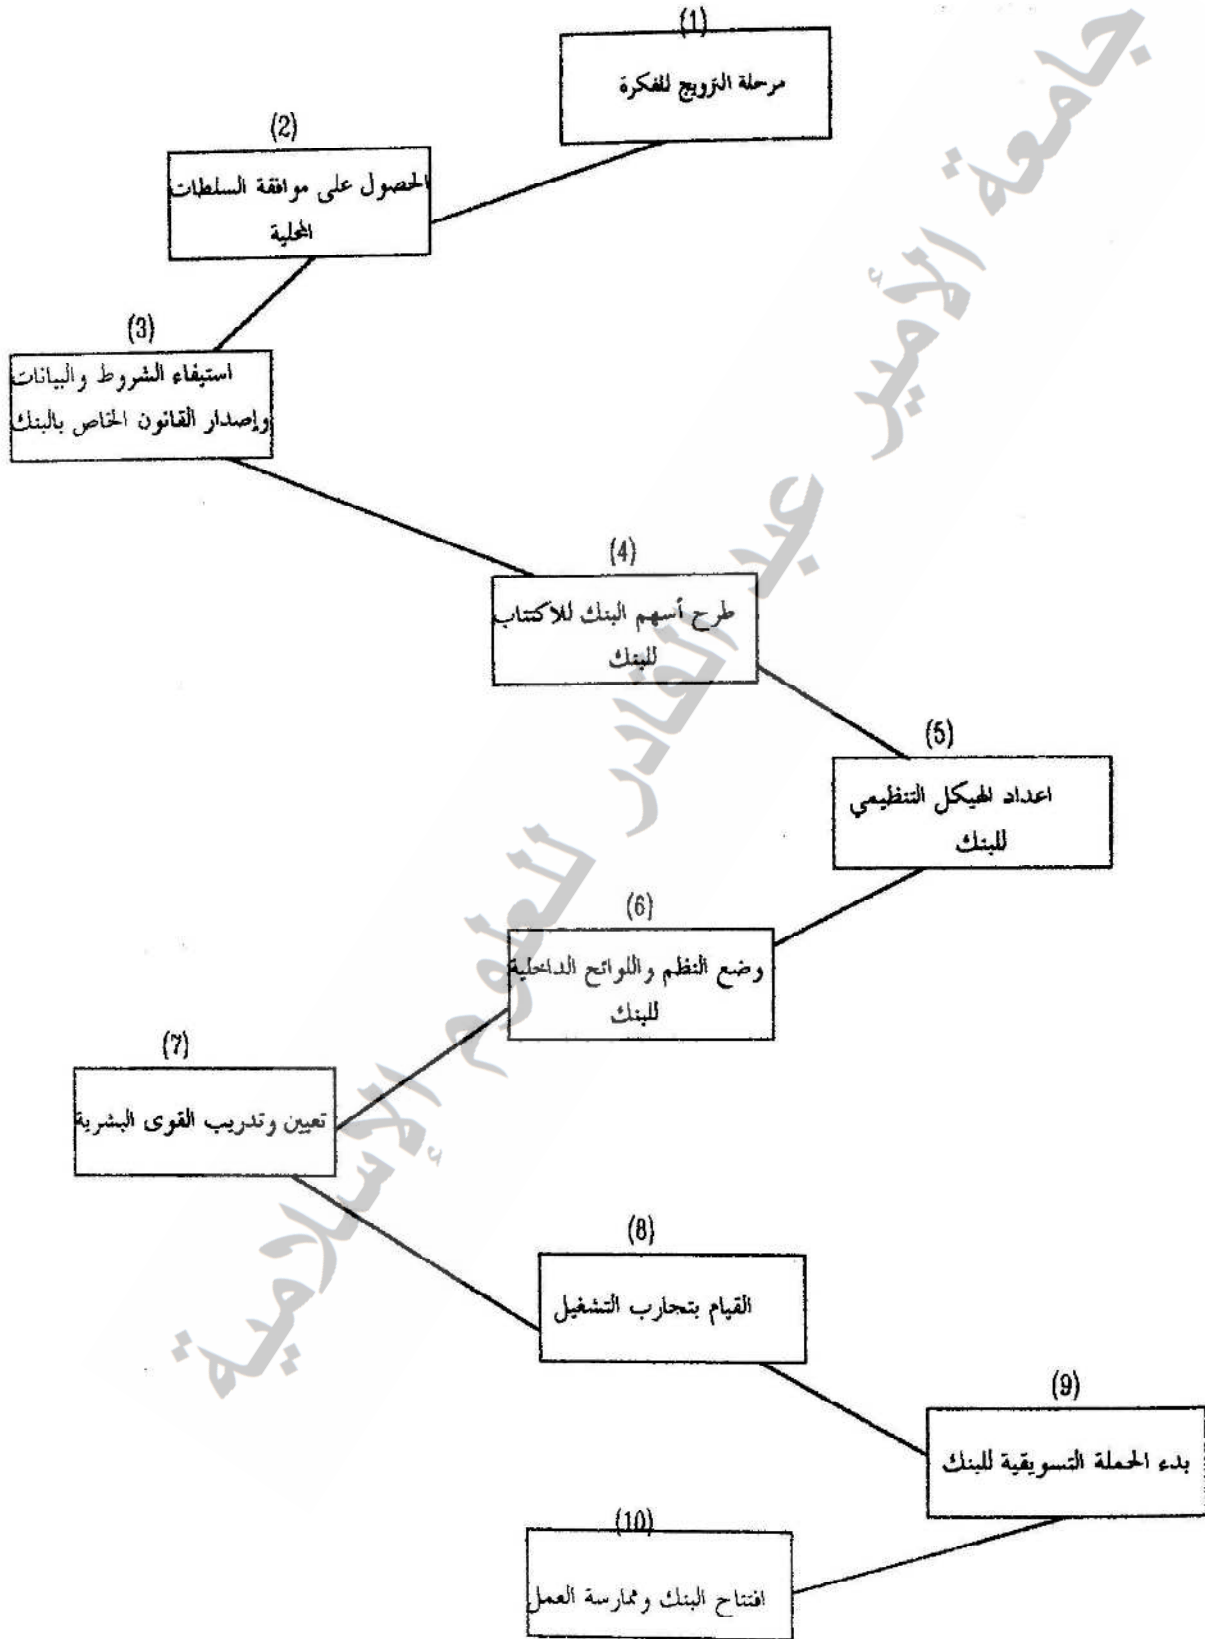 (1)
مرحلة الترويج للفكرة
(2)
الحصول على موافقة السلطات
المحلية
(3)
استيفاء الشروط والبيانات
وإصدار القانون الخاص بالبنك
(4)
طرح أسهم البنك للاكتتاب
للبنك
(5)
اعداد الهيكل التنظيمي
للبنك
(6)
وضع النظم واللوائح الداخلية
للبنك
(7)
تعيين وتدريب القوى البشرية
(8)
القيام بتجارب التشغيل
(9)
بدء الحملة التسويقية للبنك
(10)
افتتاح البنك وممارسة العمل
جامعة الأمير عبد القادر للعلوم الإسلامية